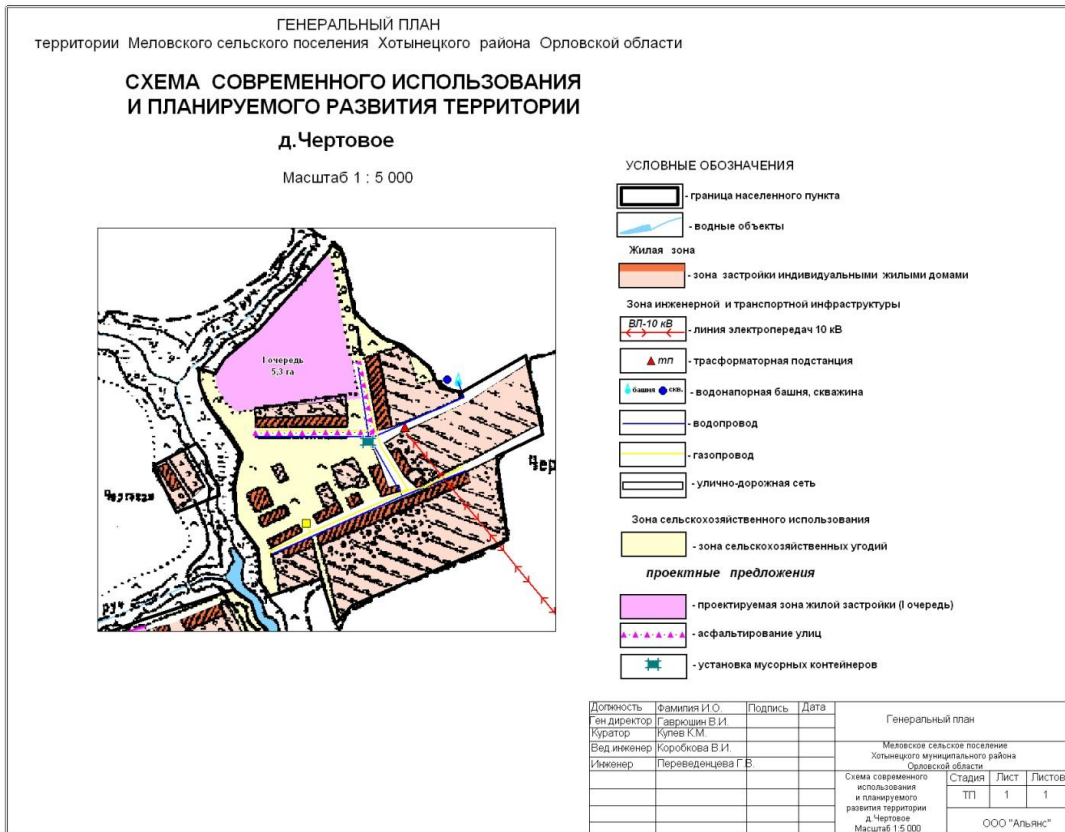 ГЕНЕРАЛЬНЫЙ ПЛАН
территории Меловского сельского поселения Хотынецкого района Орловской области
СХЕМА СОВРЕМЕННОГО ИСПОЛЬЗОВАНИЯ
И ПЛАНИРУЕМОГО РАЗВИТИЯ ТЕРРИТОРИИ
д.Чертовое
Масштаб 1 : 5 000
I очередь
5,3 га
Чер
руч
УСЛОВНЫЕ ОБОЗНАЧЕНИЯ
- граница населенного пункта
- водные объекты
Жилая зона
- зона застройки индивидуальными жилыми домами
Зона инженерной и транспортной инфраструктуры
ВЛ-10 кВ
- линия электропередач 10 кВ
тп
- трасформаторная подстанция
башня скв.
- водонапорная башня, скважина
- водопровод
- газопровод
- улично-дорожная сеть
Зона сельскохозяйственного использования
- зона сельскохозяйственных угодий
проектные предложения
- проектируемая зона жилой застройки (I очередь)
- асфальтирование улиц
- установка мусорных контейнеров
Должность Фамилия И.О. Подпись Дата
Ген.директор Гаврюшин В.И.
Куратор Кулев К.М.
Вед.инженер Коробкова В.И.
Инженер Переведенцева Г.В.
Генеральный план
Меловское сельское поселение
Хотынецкого муниципального района
Орловской области
Схема современного
использования
и планируемого
развития территории
д.Чертовое
Масштаб 1:5 000
Стадия Лист Листов
ТП 1 1
ООО "Альянс"